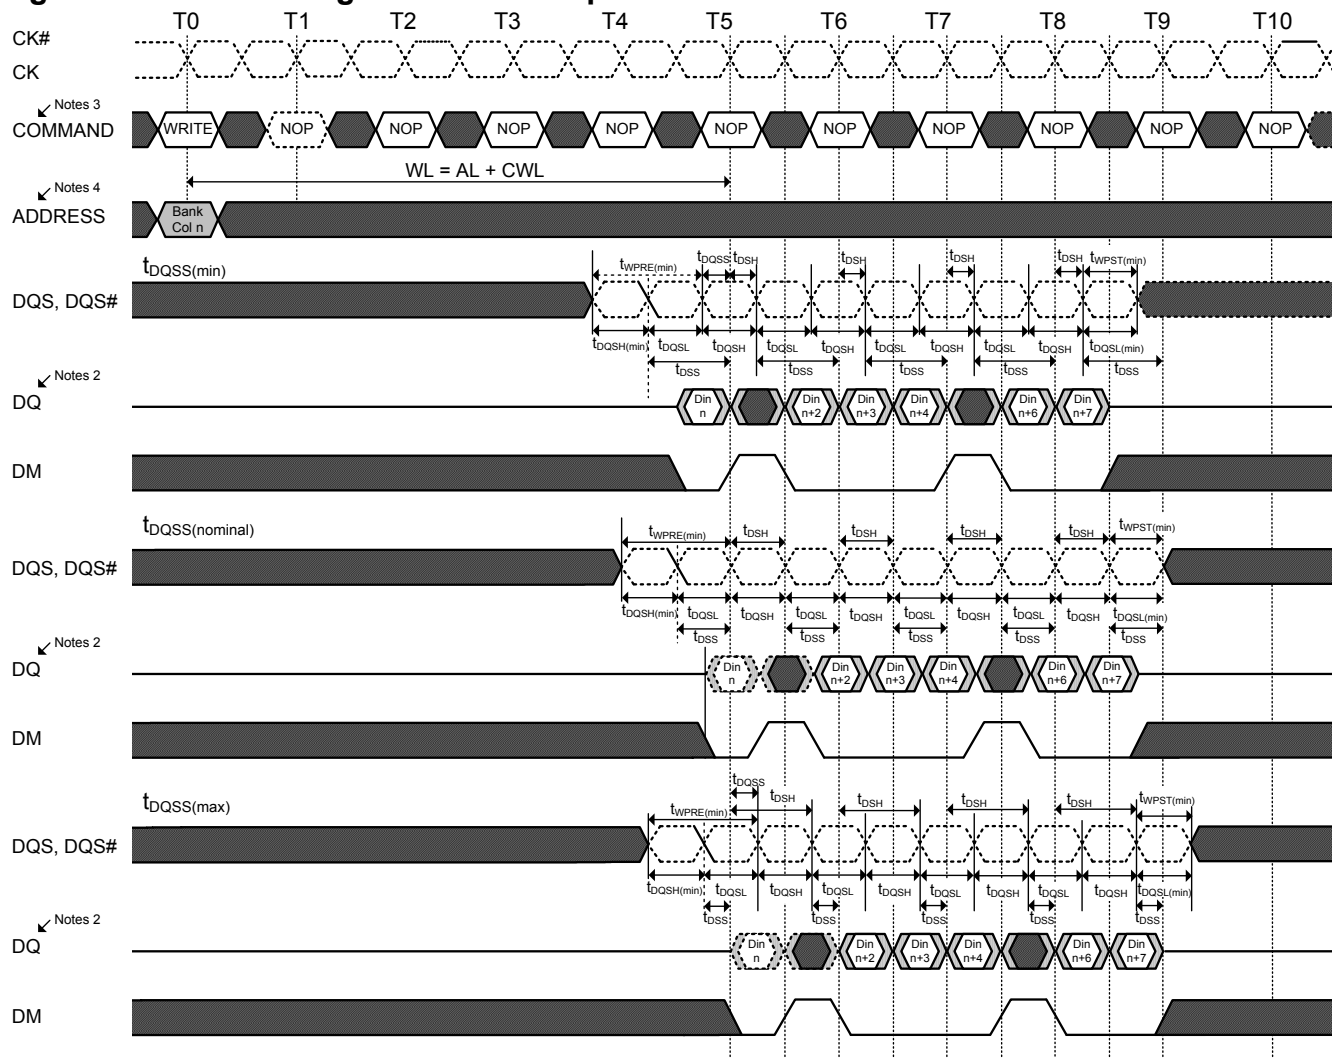 T0 T1 T2 T3 T4 T5 T6 T7 T8 T9 T10
CK#
CK
Notes 3
COMMAND WRITE NOP NOP NOP NOP NOP NOP NOP NOP NOP NOP
WL = AL + CWL
Notes 4
ADDRESS Bank Col n
tDQSS(min) tWPRE(min) tDQSS tDSH tDSH tDSH tDSH tWPST(min)
DQS, DQS#
tDQSH(min) tDQSL tDQSH tDQSL tDQSH tDQSL tDQSH tDQSL tDQSH tDQSL(min)
tDSS tDSS tDSS tDSS tDSS
Notes 2
DQ Din n Din n+2 Din n+3 Din n+4 Din n+6 Din n+7
DM
tDQSS(nominal) tWPRE(min) tDSH tDSH tDSH tDSH tWPST(min)
DQS, DQS#
tDQSH(min) tDQSL tDQSH tDQSL tDQSH tDQSL tDQSH tDQSL tDQSH tDQSL(min)
tDSS tDSS tDSS tDSS tDSS
Notes 2
DQ Din n Din n+2 Din n+3 Din n+4 Din n+6 Din n+7
DM
tDQSS
tDQSS(max) tWPRE(min) tDSH tDSH tDSH tDSH tWPST(min)
DQS, DQS#
tDQSH(min) tDQSL tDQSH tDQSL tDQSH tDQSL tDQSH tDQSL tDQSH tDQSL(min)
tDSS tDSS tDSS tDSS tDSS
Notes 2
DQ Din n Din n+2 Din n+3 Din n+4 Din n+6 Din n+7
DM